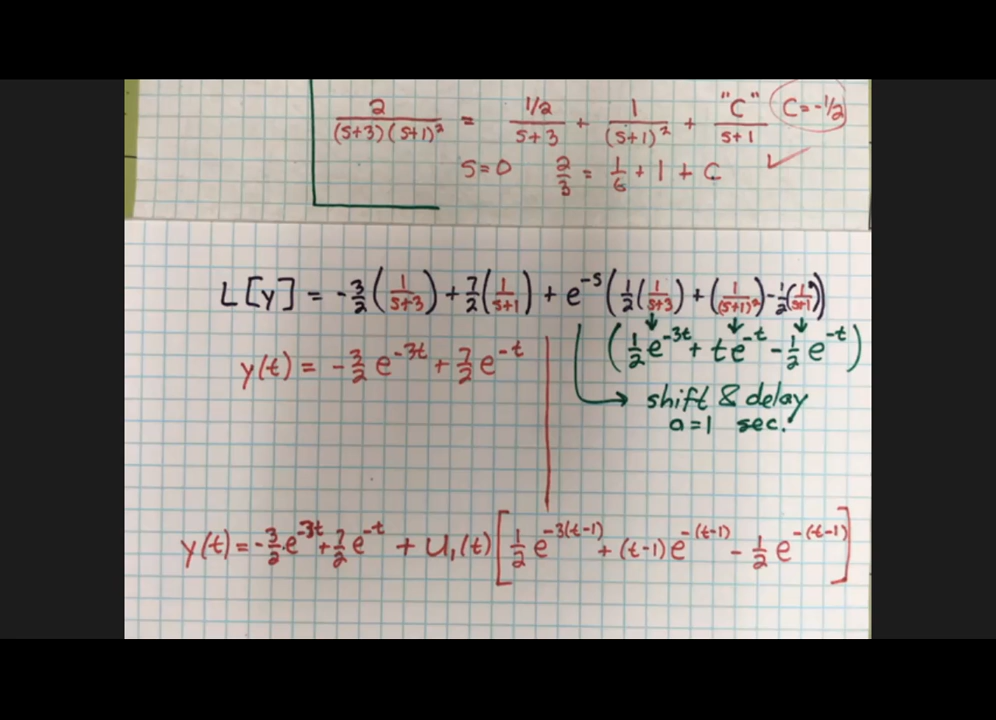 2/((s+3)(s+1)²) = (1/2)/(s+3) + 1/(s+1)² + "C"/(s+1) C=-1/2
s=0 2/3 = 1/6 + 1 + C ✓
L[y] = -3/2(1/(s+3)) + 7/2(1/(s+1)) + e^-s(1/2(1/(s+3)) + (1/(s+1)²) - 1/2(1/(s+1)))
(1/2 e^-3t + te^-t - 1/2 e^-t)
y(t) = -3/2 e^-3t + 7/2 e^-t
→ shift & delay
a=1 sec.
y(t) = -3/2 e^-3t + 7/2 e^-t + U₁(t) [1/2 e^-3(t-1) + (t-1)e^-(t-1) - 1/2 e^-(t-1)]